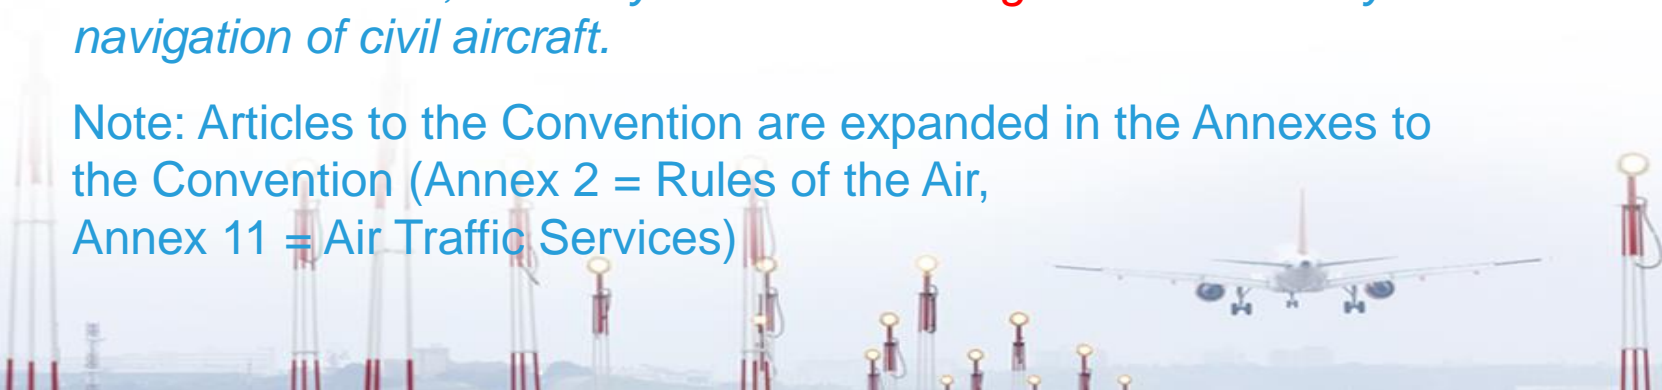 navigation of civil aircraft.
Note: Articles to the Convention are expanded in the Annexes to
the Convention (Annex 2 = Rules of the Air,
Annex 11 = Air Traffic Services)